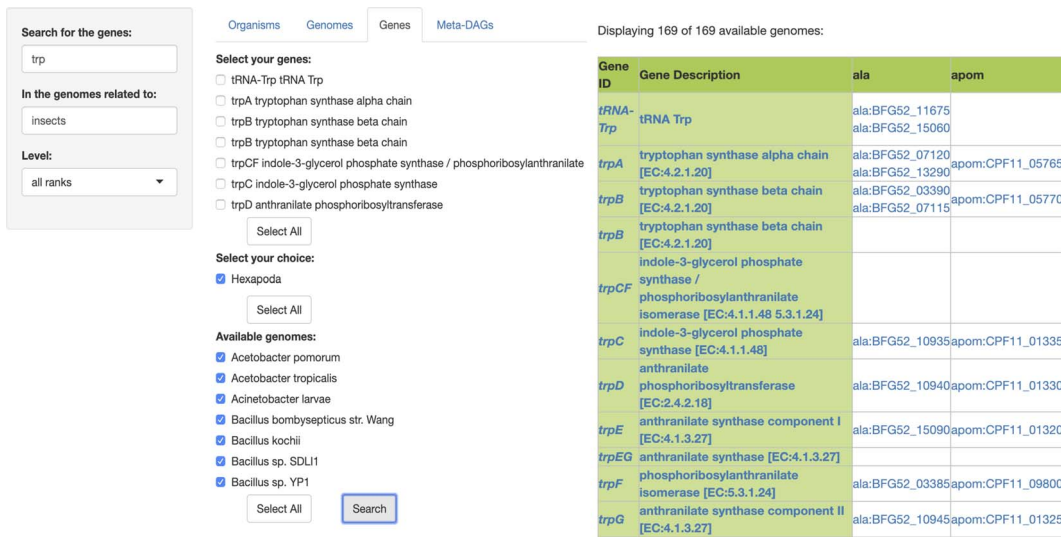 Search for the genes:
trp
In the genomes related to:
insects
Level:
all ranks
Organisms Genomes Genes Meta-DAGs
Select your genes:
tRNA-Trp tRNA Trp
trpA tryptophan synthase alpha chain
trpB tryptophan synthase beta chain
trpB tryptophan synthase beta chain
trpCF indole-3-glycerol phosphate synthase / phosphoribosylanthranilate
trpC indole-3-glycerol phosphate synthase
trpD anthranilate phosphoribosyltransferase
Select All
Select your choice:
Hexapoda
Select All
Available genomes:
Acetobacter pomorum
Acetobacter tropicalis
Acinetobacter larvae
Bacillus bombysepticus str. Wang
Bacillus kochii
Bacillus sp. SDLI1
Bacillus sp. YP1
Select All Search
Displaying 169 of 169 available genomes:
Gene
ID Gene Description ala apom
tRNA-
Trp tRNA Trp ala:BFG52_11675
ala:BFG52_15060
trpA tryptophan synthase alpha chain
[EC:4.2.1.20] ala:BFG52_07120
ala:BFG52_13290 apom:CPF11_05765
trpB tryptophan synthase beta chain
[EC:4.2.1.20] ala:BFG52_03390
ala:BFG52_07115 apom:CPF11_05770
trpB tryptophan synthase beta chain
[EC:4.2.1.20]
trpCF indole-3-glycerol phosphate
synthase /
phosphoribosylanthranilate
isomerase [EC:4.1.1.48 5.3.1.24]
trpC indole-3-glycerol phosphate
synthase [EC:4.1.1.48] ala:BFG52_10935 apom:CPF11_01335
trpD anthranilate
phosphoribosyltransferase
[EC:2.4.2.18] ala:BFG52_10940 apom:CPF11_01330
trpE anthranilate synthase component I
[EC:4.1.3.27] ala:BFG52_15090 apom:CPF11_01320
trpEG anthranilate synthase [EC:4.1.3.27]
trpF phosphoribosylanthranilate
isomerase [EC:5.3.1.24] ala:BFG52_03385 apom:CPF11_09800
trpG anthranilate synthase component II
[EC:4.1.3.27] ala:BFG52_10945 apom:CPF11_01325